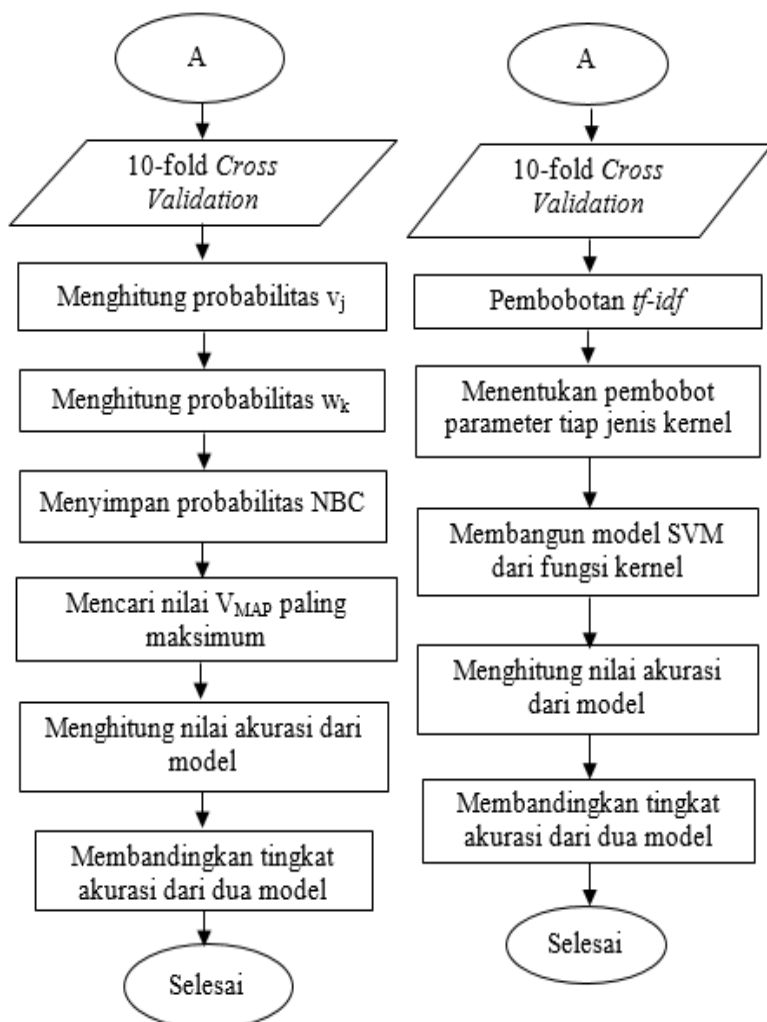 A
10-fold Cross
Validation
Menghitung probabilitas vj
Menghitung probabilitas wk
Menyimpan probabilitas NBC
Mencari nilai VMAP paling
maksimum
Menghitung nilai akurasi dari
model
Membandingkan tingkat
akurasi dari dua model
Selesai
A
10-fold Cross
Validation
Pembobotan tf-idf
Menentukan pembobot
parameter tiap jenis kernel
Membangun model SVM
dari fungsi kernel
Menghitung nilai akurasi
dari model
Membandingkan tingkat
akurasi dari dua model
Selesai